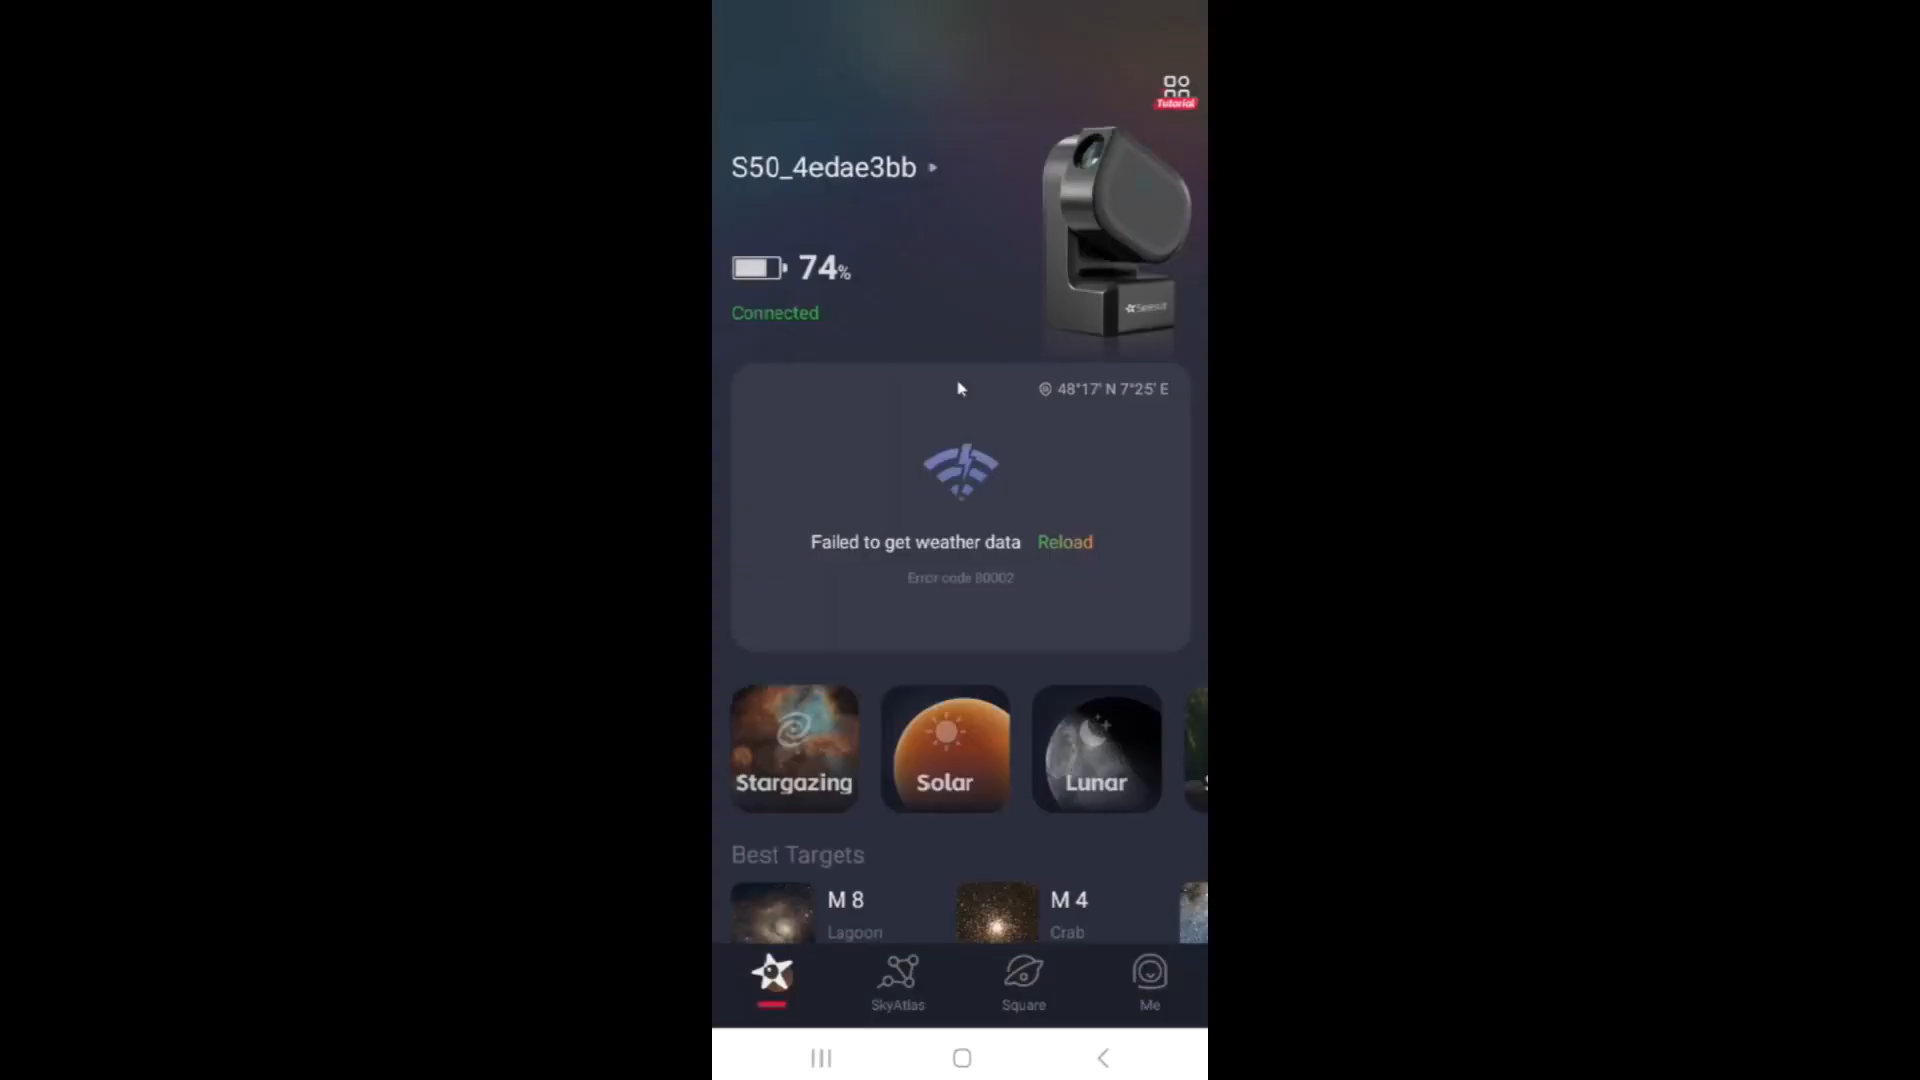 Tutorial
S50_4edae3bb
74%
Connected
Seestar
48°17' N 7°25' E
Failed to get weather data Reload
Error code 80002
Stargazing
Solar
Lunar
Best Targets
M 8
Lagoon
M 4
Crab
SkyAtlas
Square
Me